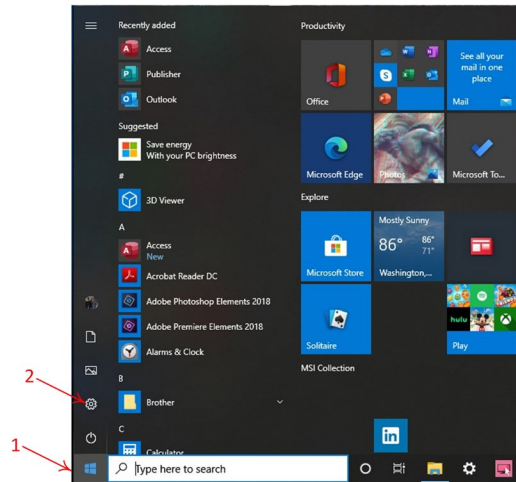 Recently added
Access
Publisher
Outlook
Suggested
Save energy
With your PC brightness
#
3D Viewer
A
Access
New
Acrobat Reader DC
Adobe Photoshop Elements 2018
Adobe Premiere Elements 2018
Alarms & Clock
B
Brother
C
Calculator
Type here to search
2
1
Productivity
Office
See all your
mail in one
place
Mail
Microsoft Edge
Photos
Microsoft To...
Explore
Microsoft Store
Mostly Sunny
86°
86°
71°
Washington,...
Solitaire
hulu
Play
MSI Collection
in